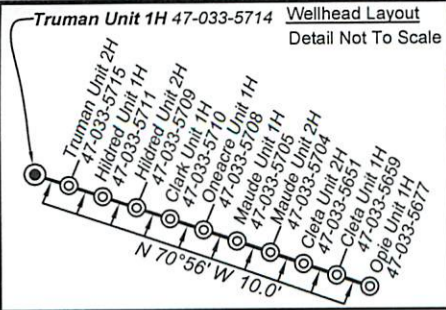 Truman Unit 1H 47-033-5714
Wellhead Layout
Detail Not To Scale
Truman Unit 2H
47-033-5715
Hildred Unit 1H
47-033-5711
Hildred Unit 2H
47-033-5709
Clark Unit 1H
47-033-5710
Oneacre Unit 1H
47-033-5708
Maude Unit 1H
47-033-5705
Maude Unit 2H
47-033-5704
Cleta Unit 2H
47-033-5651
Cleta Unit 1H
47-033-5659
Opie Unit 1H
47-033-5677
N 70°56' W 10.0'